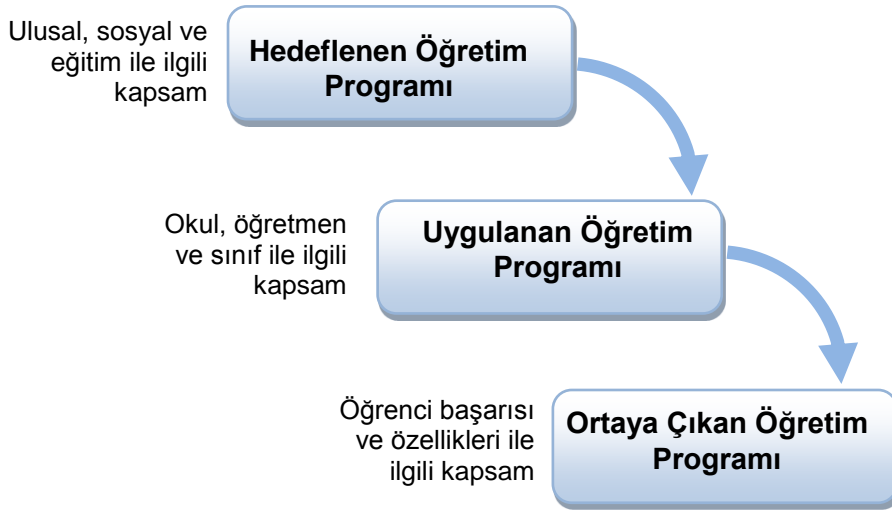 Ulusal, sosyal ve
eğitim ile ilgili
kapsam
Hedeflenen Öğretim
Programı
Okul, öğretmen
ve sınıf ile ilgili
kapsam
Uygulanan Öğretim
Programı
Öğrenci başarısı
ve özellikleri ile
ilgili kapsam
Ortaya Çıkan Öğretim
Programı